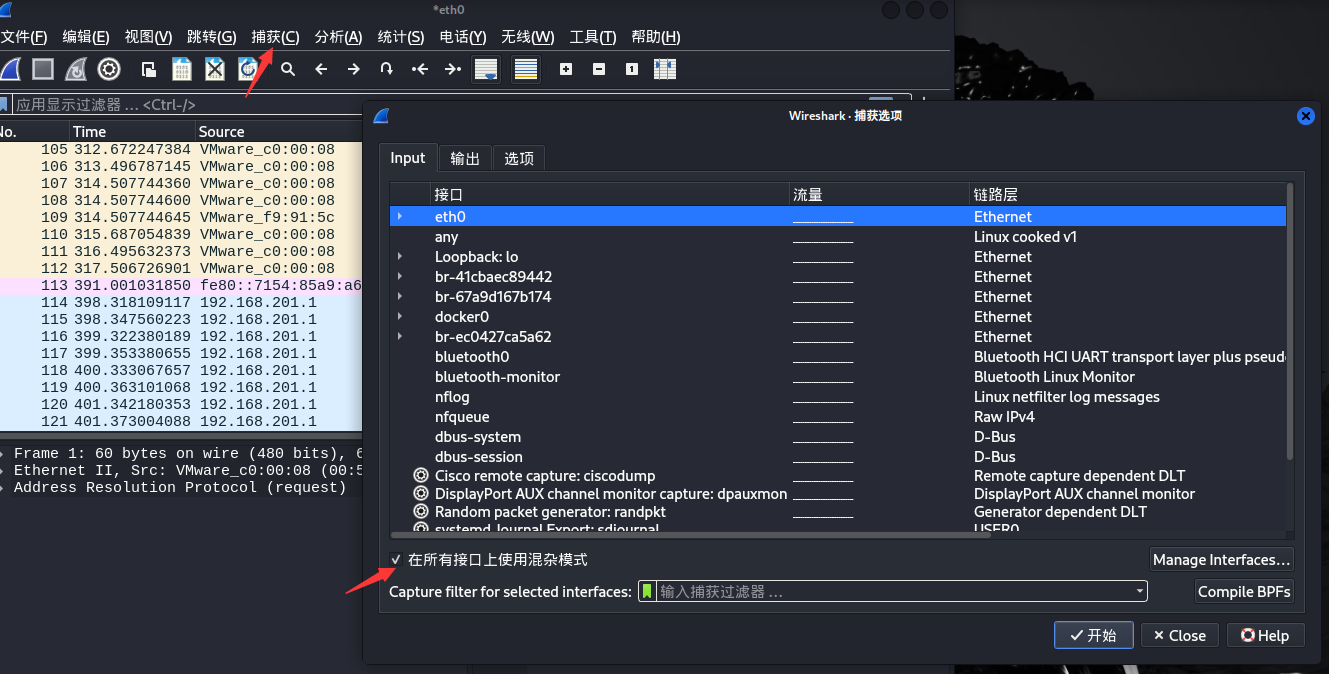 *eth0
文件(F) 编辑(E) 视图(V) 跳转(G) 捕获(C) 分析(A) 统计(S) 电话(Y) 无线(W) 工具(T) 帮助(H)
应用显示过滤器 … <Ctrl-/>
No. Time Source
105 312.672247384 VMware_c0:00:08
106 313.496787145 VMware_c0:00:08
107 314.507744360 VMware_c0:00:08
108 314.507744600 VMware_c0:00:08
109 314.507744645 VMware_f9:91:5c
110 315.687054839 VMware_c0:00:08
111 316.495632373 VMware_c0:00:08
112 317.506726901 VMware_c0:00:08
113 391.001031850 fe80::7154:85a9:a6
114 398.318109117 192.168.201.1
115 398.347560223 192.168.201.1
116 399.322380189 192.168.201.1
117 399.353380655 192.168.201.1
118 400.333067657 192.168.201.1
119 400.363101068 192.168.201.1
120 401.342180353 192.168.201.1
121 401.373004088 192.168.201.1
Frame 1: 60 bytes on wire (480 bits), 6
Ethernet II, Src: VMware_c0:00:08 (00:5
Address Resolution Protocol (request)
Wireshark · 捕获选项
Input 输出 选项
接口 流量 链路层
eth0 Ethernet
any Linux cooked v1
Loopback: lo Ethernet
br-41cbaec89442 Ethernet
br-67a9d167b174 Ethernet
docker0 Ethernet
br-ec0427ca5a62 Ethernet
bluetooth0 Bluetooth HCI UART transport layer plus pseud
bluetooth-monitor Bluetooth Linux Monitor
nflog Linux netfilter log messages
nfqueue Raw IPv4
dbus-system D-Bus
dbus-session D-Bus
Cisco remote capture: ciscodump Remote capture dependent DLT
DisplayPort AUX channel monitor capture: dpauxmon DisplayPort AUX channel monitor
Random packet generator: randpkt Generator dependent DLT
systemd Journal Export: sdjournal USER0
在所有接口上使用混杂模式 Manage Interfaces…
Capture filter for selected interfaces: 输入捕获过滤器 … Compile BPFs
开始 Close Help